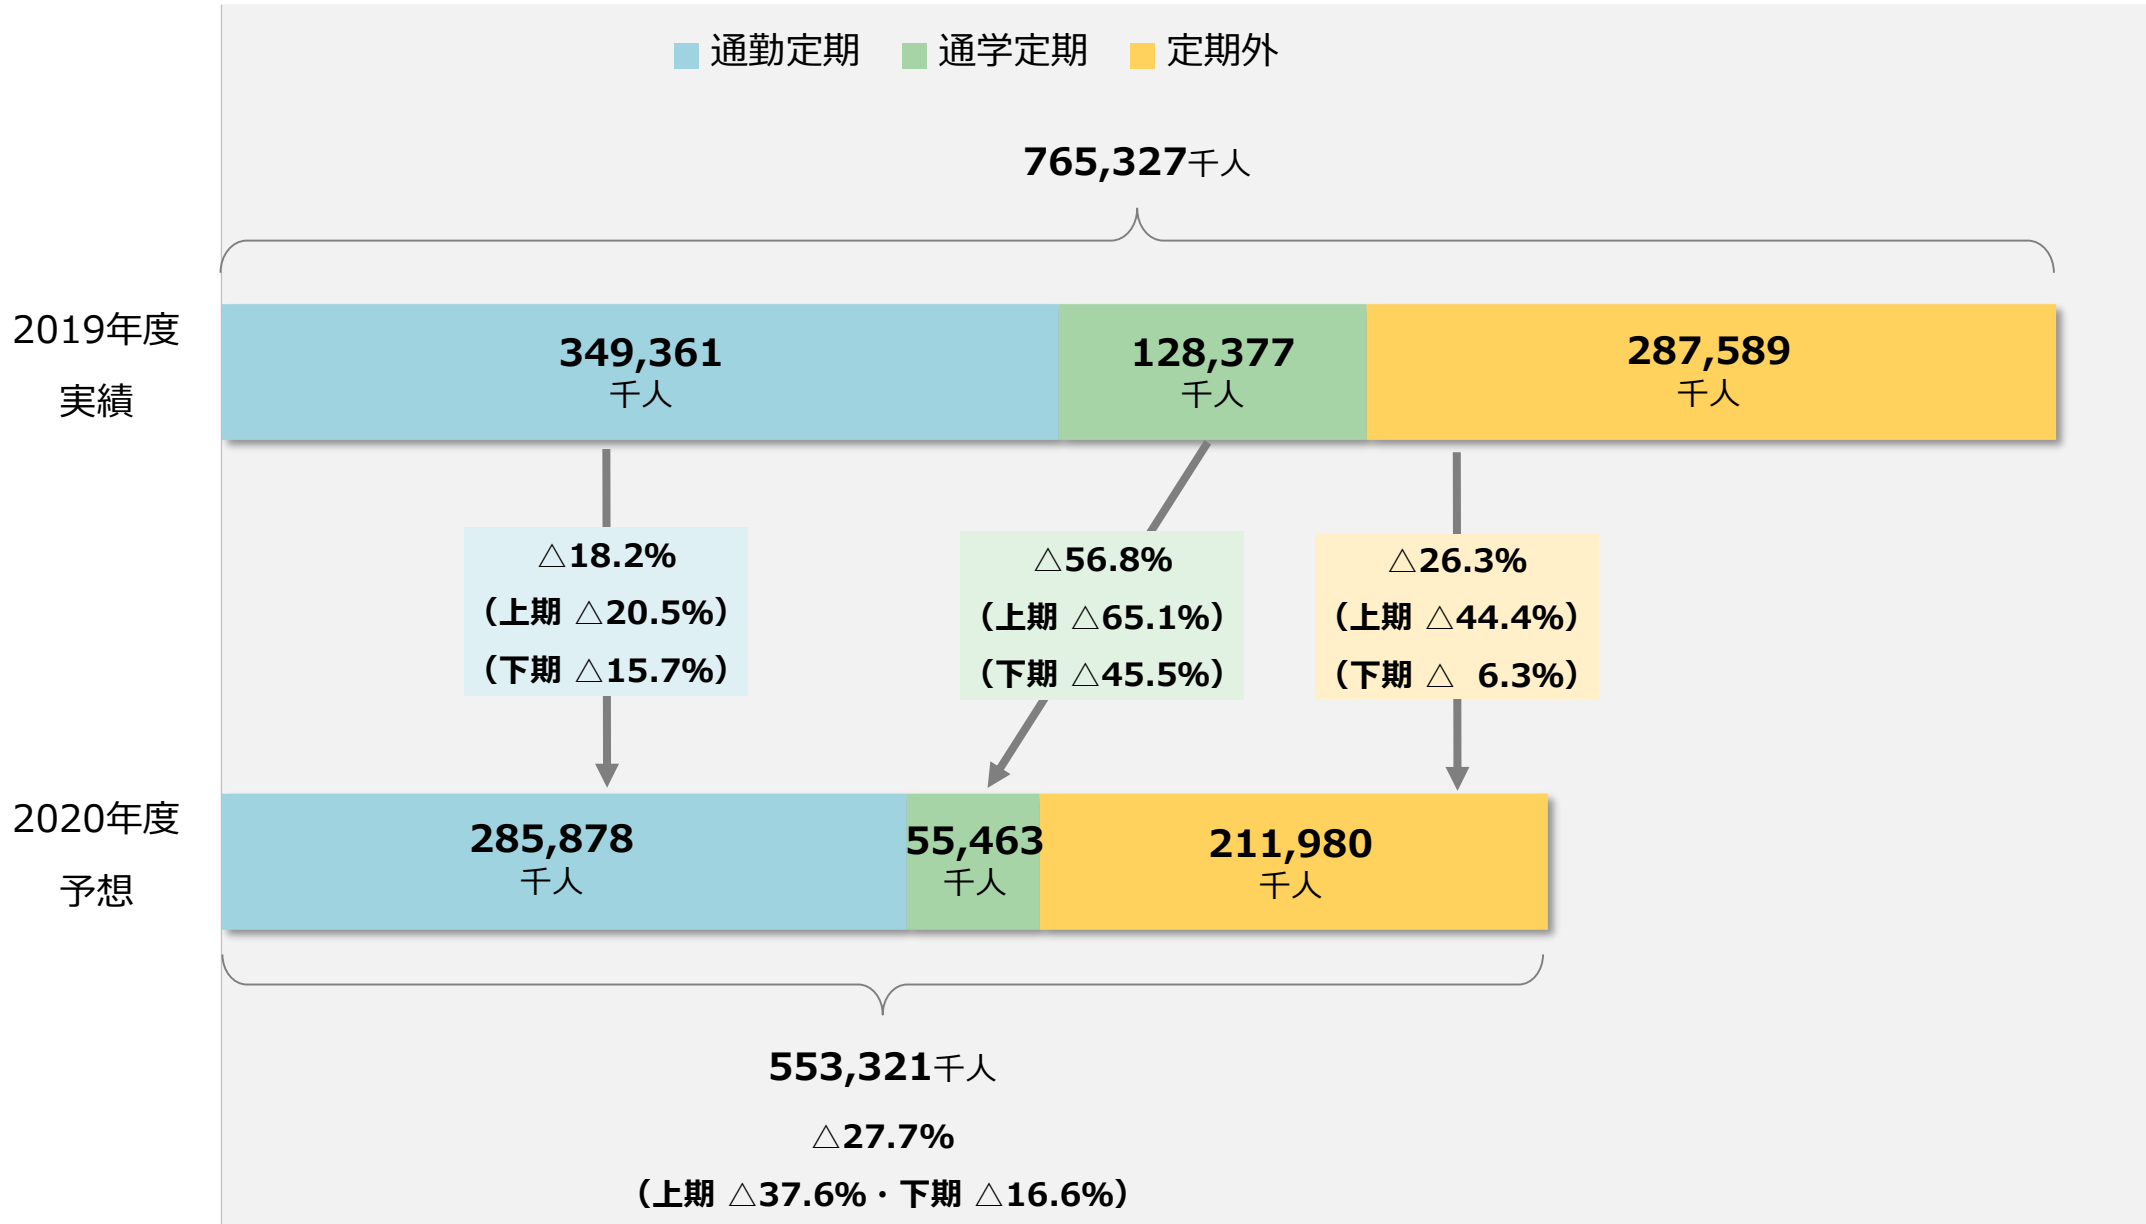 通勤定期 通学定期 定期外
765,327千人
2019年度
実績
349,361
千人
128,377
千人
287,589
千人
△18.2%
（上期 △20.5%）
（下期 △15.7%）
△56.8%
（上期 △65.1%）
（下期 △45.5%）
△26.3%
（上期 △44.4%）
（下期 △ 6.3%）
2020年度
予想
285,878
千人
55,463
千人
211,980
千人
553,321千人
△27.7%
（上期 △37.6%・下期 △16.6%）